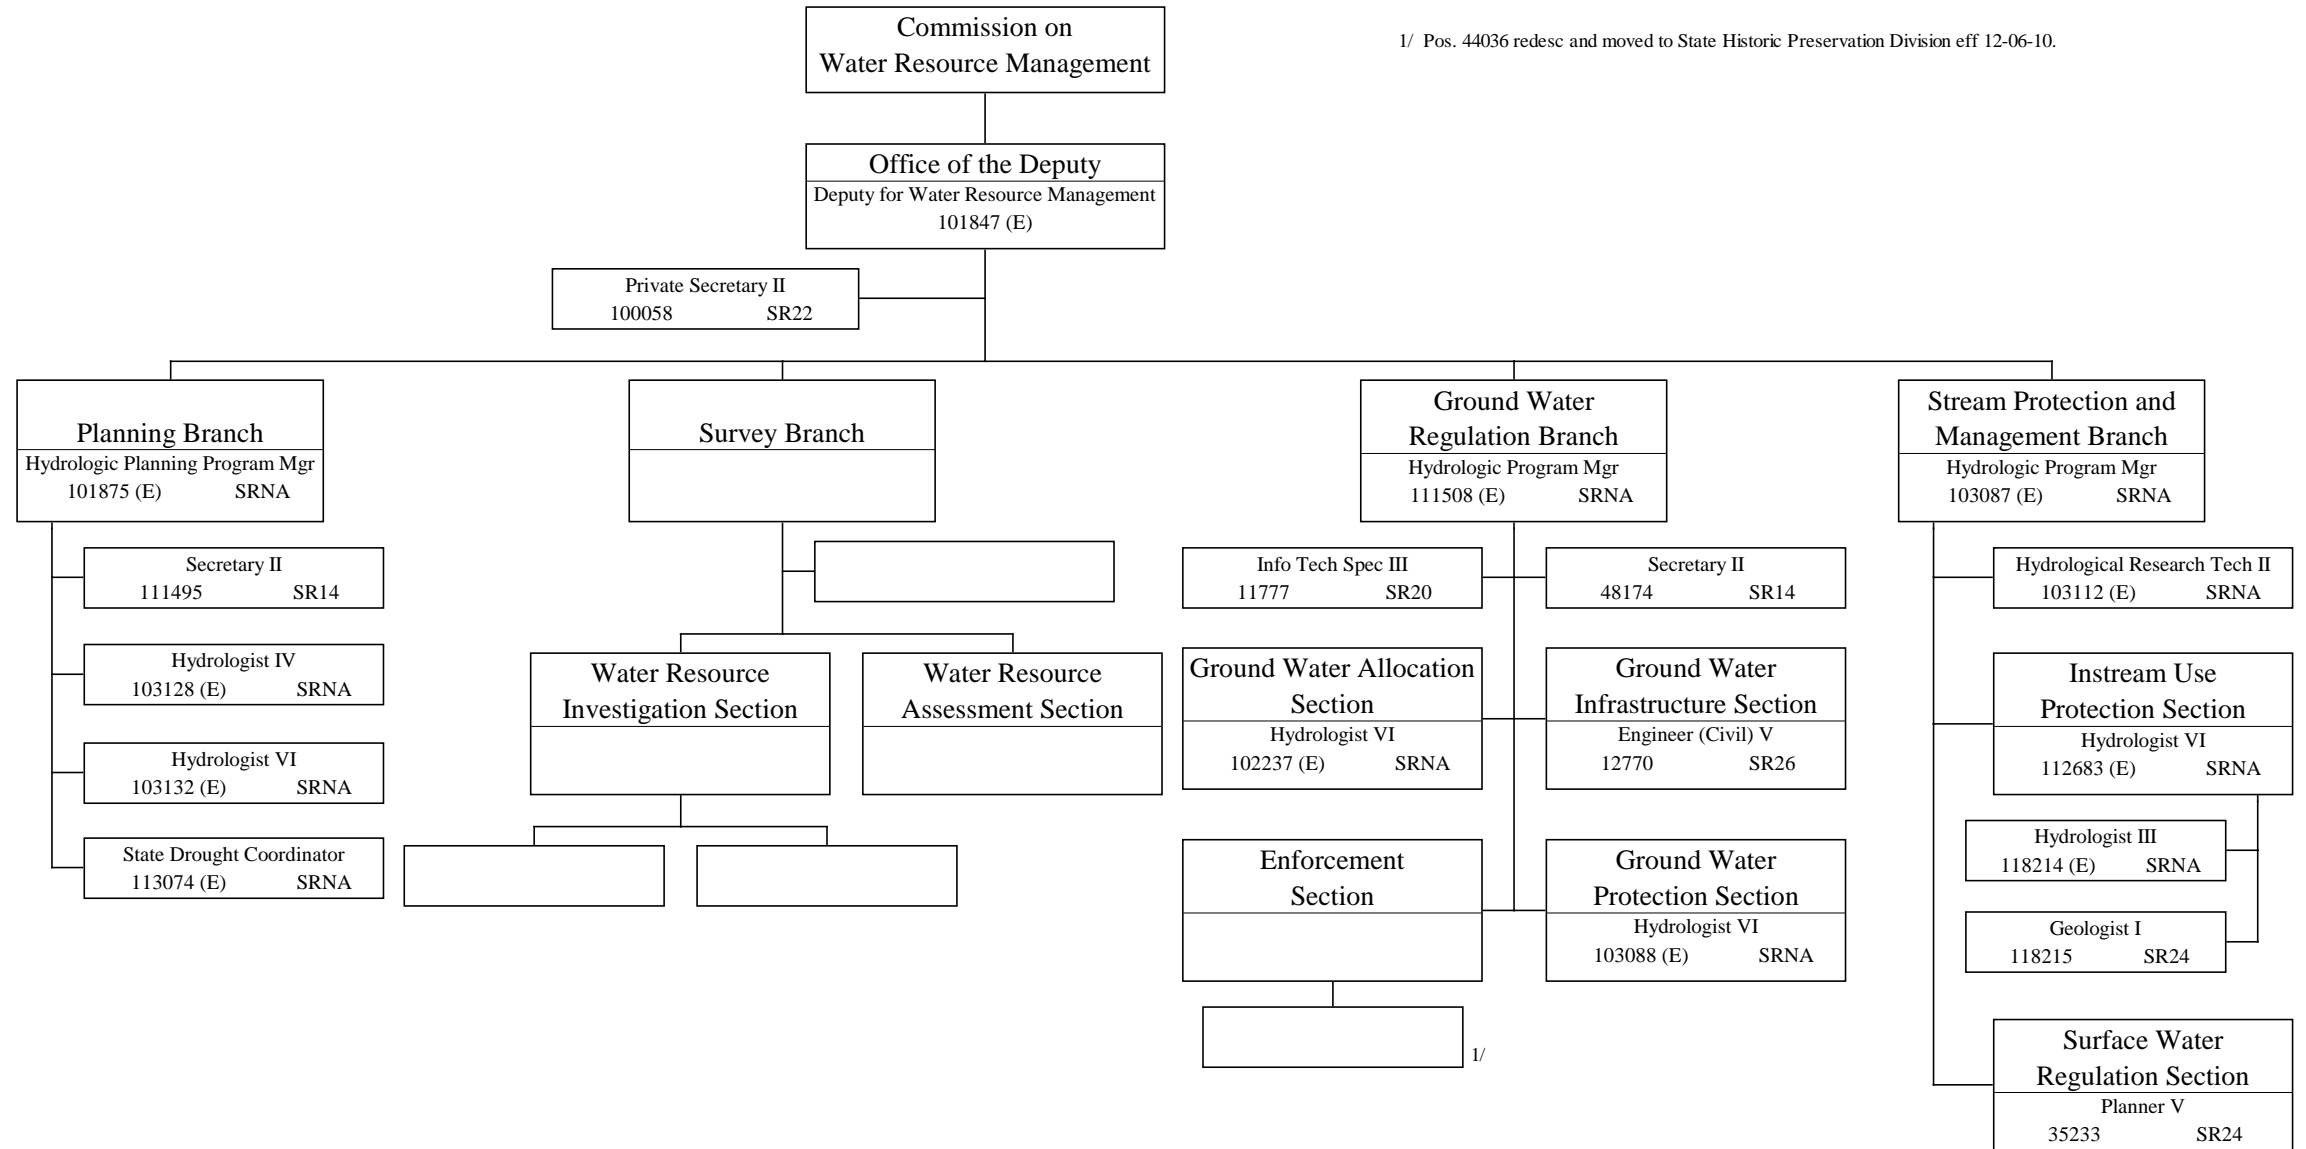 Commission on
Water Resource Management
1/ Pos. 44036 redesc and moved to State Historic Preservation Division eff 12-06-10.
Office of the Deputy
Deputy for Water Resource Management
101847 (E)
Private Secretary II
100058 SR22
Planning Branch
Hydrologic Planning Program Mgr
101875 (E) SRNA
Secretary II
111495 SR14
Hydrologist IV
103128 (E) SRNA
Hydrologist VI
103132 (E) SRNA
State Drought Coordinator
113074 (E) SRNA
Survey Branch
Water Resource
Investigation Section
Water Resource
Assessment Section
Ground Water
Regulation Branch
Hydrologic Program Mgr
111508 (E) SRNA
Info Tech Spec III
11777 SR20
Secretary II
48174 SR14
Ground Water Allocation
Section
Hydrologist VI
102237 (E) SRNA
Ground Water
Infrastructure Section
Engineer (Civil) V
12770 SR26
Enforcement
Section
1/
Ground Water
Protection Section
Hydrologist VI
103088 (E) SRNA
Stream Protection and
Management Branch
Hydrologic Program Mgr
103087 (E) SRNA
Hydrological Research Tech II
103112 (E) SRNA
Instream Use
Protection Section
Hydrologist VI
112683 (E) SRNA
Hydrologist III
118214 (E) SRNA
Geologist I
118215 SR24
Surface Water
Regulation Section
Planner V
35233 SR24